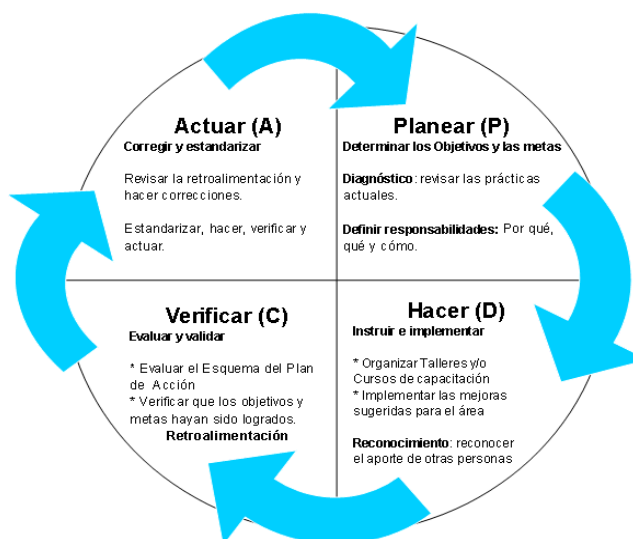 Actuar (A)
Corregir y estandarizar
Revisar la retroalimentación y
hacer correcciones.
Estandarizar, hacer, verificar y
actuar.
Planear (P)
Determinar los Objetivos y las metas
Diagnóstico: revisar las prácticas
actuales.
Definir responsabilidades: Por qué,
qué y cómo.
Verificar (C)
Evaluar y validar
* Evaluar el Esquema del Plan
de Acción
* Verificar que los objetivos y
metas hayan sido logrados.
Retroalimentación
Hacer (D)
Instruir e implementar
* Organizar Talleres y/o
Cursos de capacitación
* Implementar las mejoras
sugeridas para el área
Reconocimiento: reconocer
el aporte de otras personas